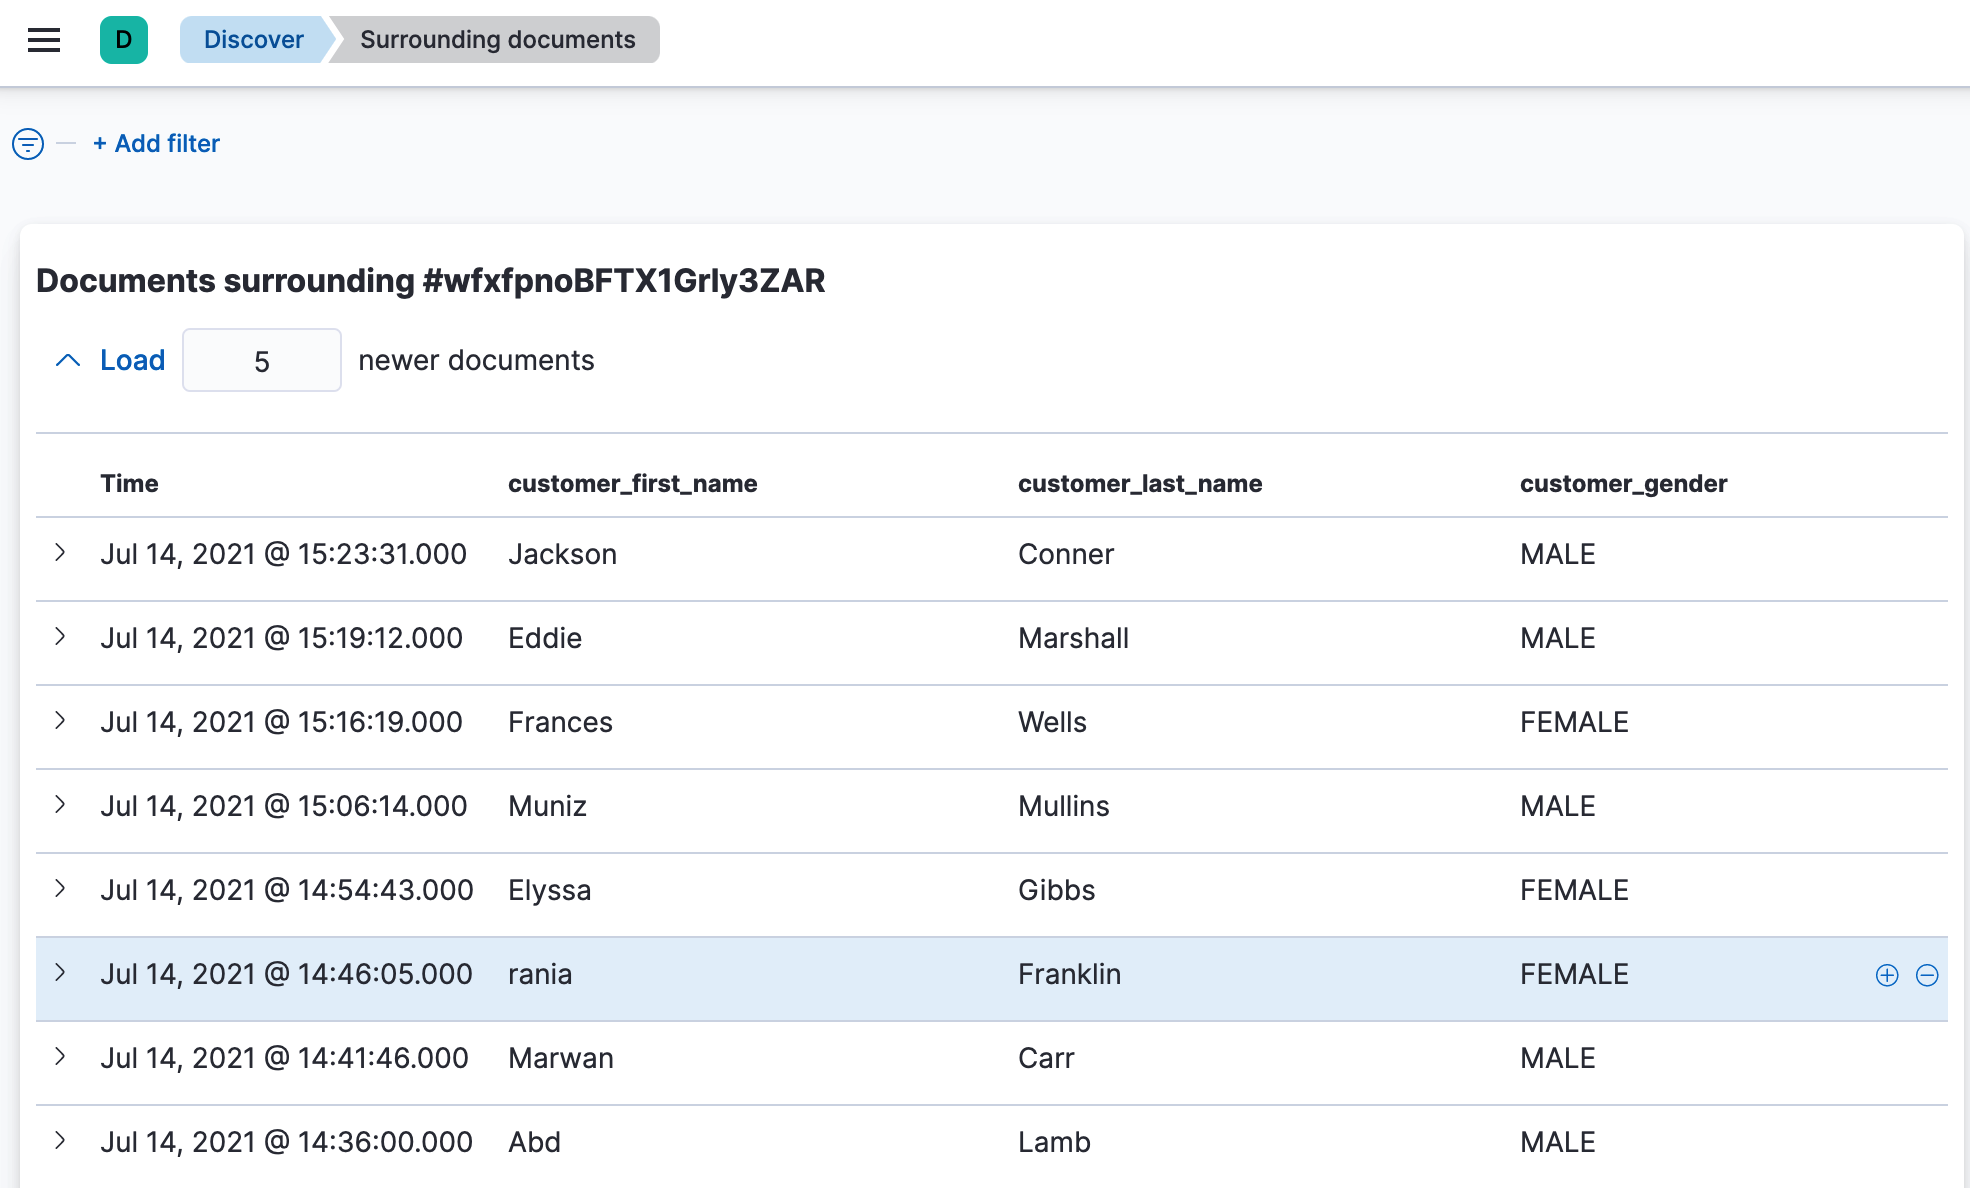 D Discover Surrounding documents
+ Add filter
Documents surrounding #wfxfpnoBFTX1Grly3ZAR
Load 5 newer documents
Time customer_first_name customer_last_name customer_gender
Jul 14, 2021 @ 15:23:31.000 Jackson Conner MALE
Jul 14, 2021 @ 15:19:12.000 Eddie Marshall MALE
Jul 14, 2021 @ 15:16:19.000 Frances Wells FEMALE
Jul 14, 2021 @ 15:06:14.000 Muniz Mullins MALE
Jul 14, 2021 @ 14:54:43.000 Elyssa Gibbs FEMALE
Jul 14, 2021 @ 14:46:05.000 rania Franklin FEMALE
Jul 14, 2021 @ 14:41:46.000 Marwan Carr MALE
Jul 14, 2021 @ 14:36:00.000 Abd Lamb MALE